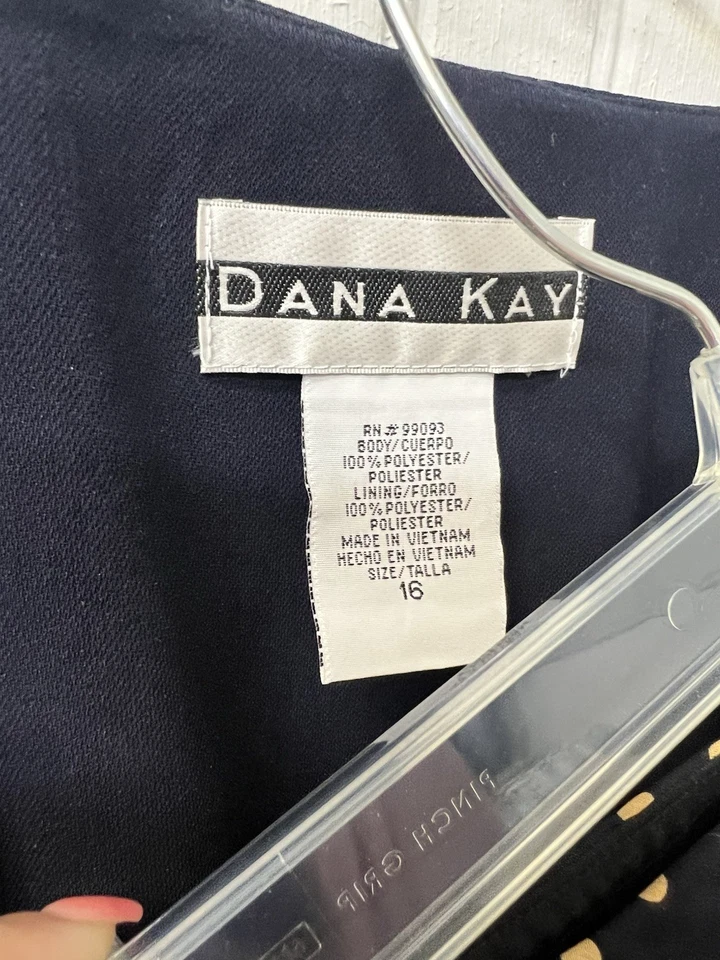 DANA KAY
RN# 99093
BODY/CUERPO
100% POLYESTER/
POLIESTER
LINING/FORRO
100% POLYESTER/
POLIESTER
MADE IN VIETNAM
HECHO EN VIETNAM
SIZE/TALLA
16
PINCH GRIP